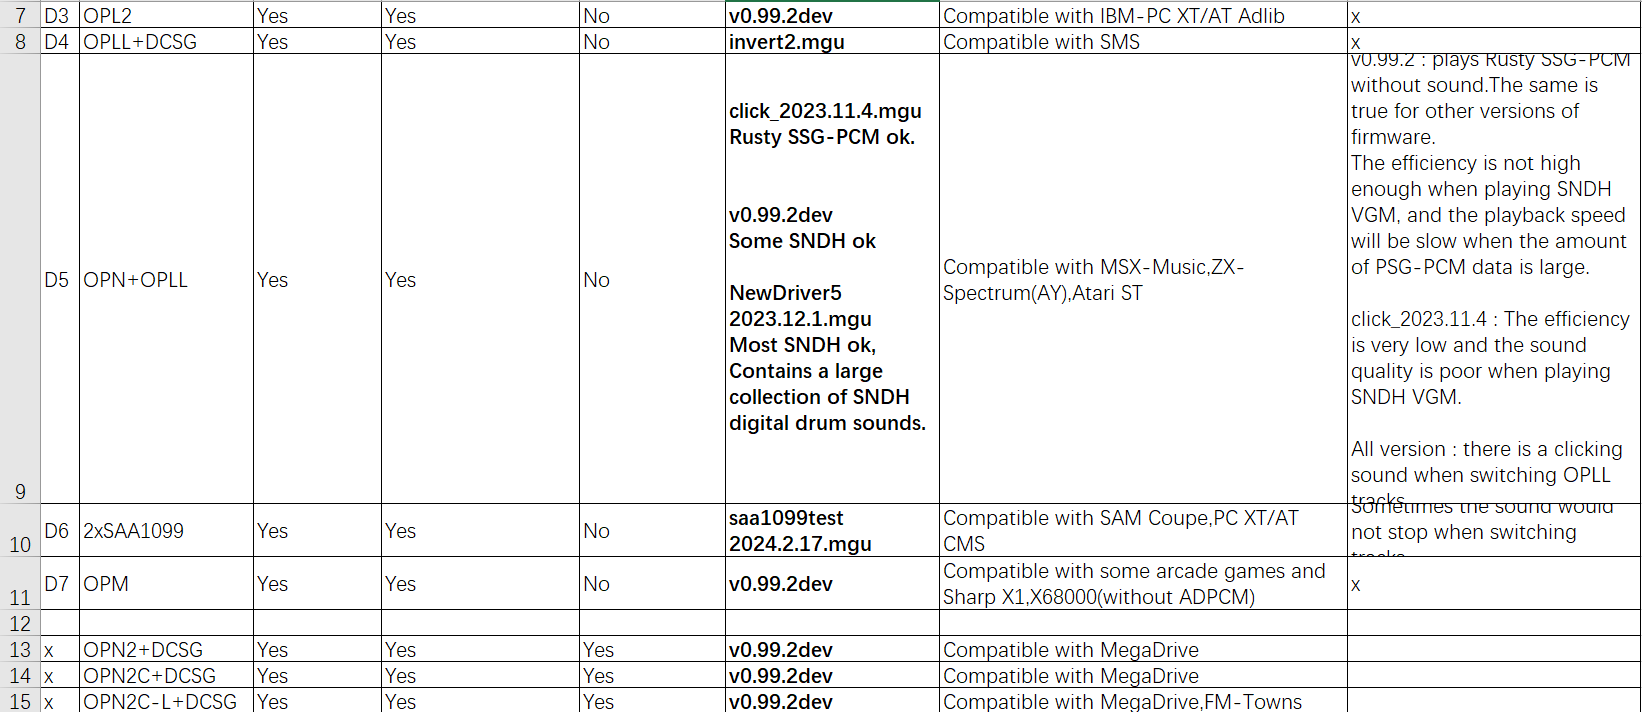 7 D3 OPL2 Yes Yes No v0.99.2dev Compatible with IBM-PC XT/AT Adlib x
8 D4 OPLL+DCSG Yes Yes No invert2.mgu Compatible with SMS x
9 D5 OPN+OPLL Yes Yes No
click_2023.11.4.mgu
Rusty SSG-PCM ok.
v0.99.2dev
Some SNDH ok
NewDriver5
2023.12.1.mgu
Most SNDH ok,
Contains a large
collection of SNDH
digital drum sounds.
Compatible with MSX-Music,ZX-
Spectrum(AY),Atari ST
v0.99.2 : plays Rusty SSG-PCM
without sound.The same is
true for other versions of
firmware.
The efficiency is not high
enough when playing SNDH
VGM, and the playback speed
will be slow when the amount
of PSG-PCM data is large.
click_2023.11.4 : The efficiency
is very low and the sound
quality is poor when playing
SNDH VGM.
All version : there is a clicking
sound when switching OPLL
tracks
10 D6 2xSAA1099 Yes Yes No
saa1099test
2024.2.17.mgu
Compatible with SAM Coupe,PC XT/AT
CMS
Sometimes the sound would
not stop when switching
tracks
11 D7 OPM Yes Yes No v0.99.2dev
Compatible with some arcade games and
Sharp X1,X68000(without ADPCM)
x
12
13 x OPN2+DCSG Yes Yes Yes v0.99.2dev Compatible with MegaDrive
14 x OPN2C+DCSG Yes Yes Yes v0.99.2dev Compatible with MegaDrive
15 x OPN2C-L+DCSG Yes Yes Yes v0.99.2dev Compatible with MegaDrive,FM-Towns